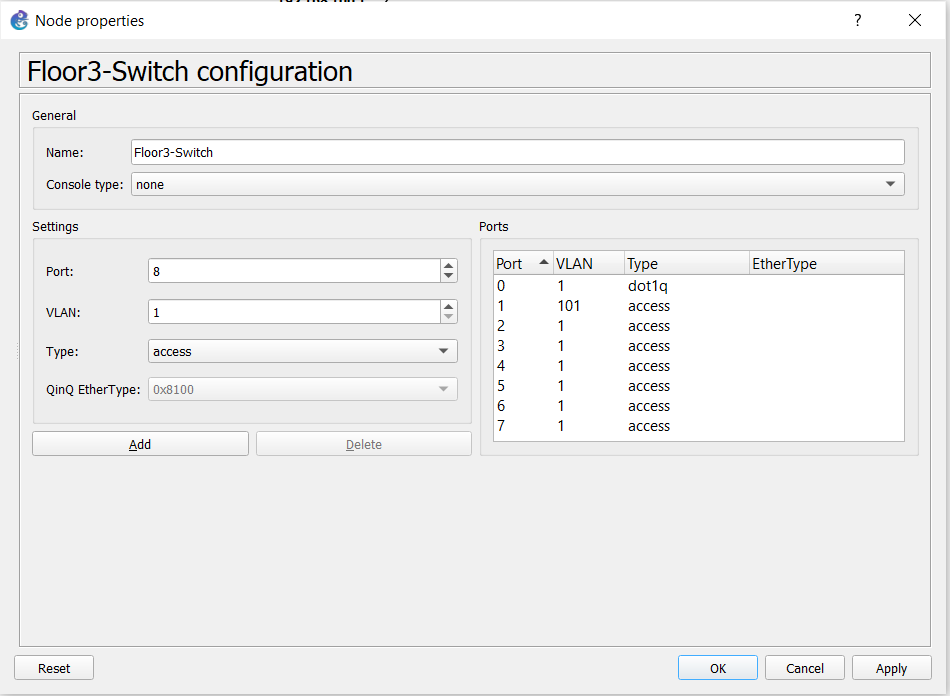 Node properties
?
Floor3-Switch configuration
General
Name: Floor3-Switch
Console type: none
Settings
Port: 8
VLAN: 1
Type: access
QinQ EtherType: 0x8100
Add Delete
Ports
Port VLAN Type EtherType
0 1 dot1q
1 101 access
2 1 access
3 1 access
4 1 access
5 1 access
6 1 access
7 1 access
Reset OK Cancel Apply